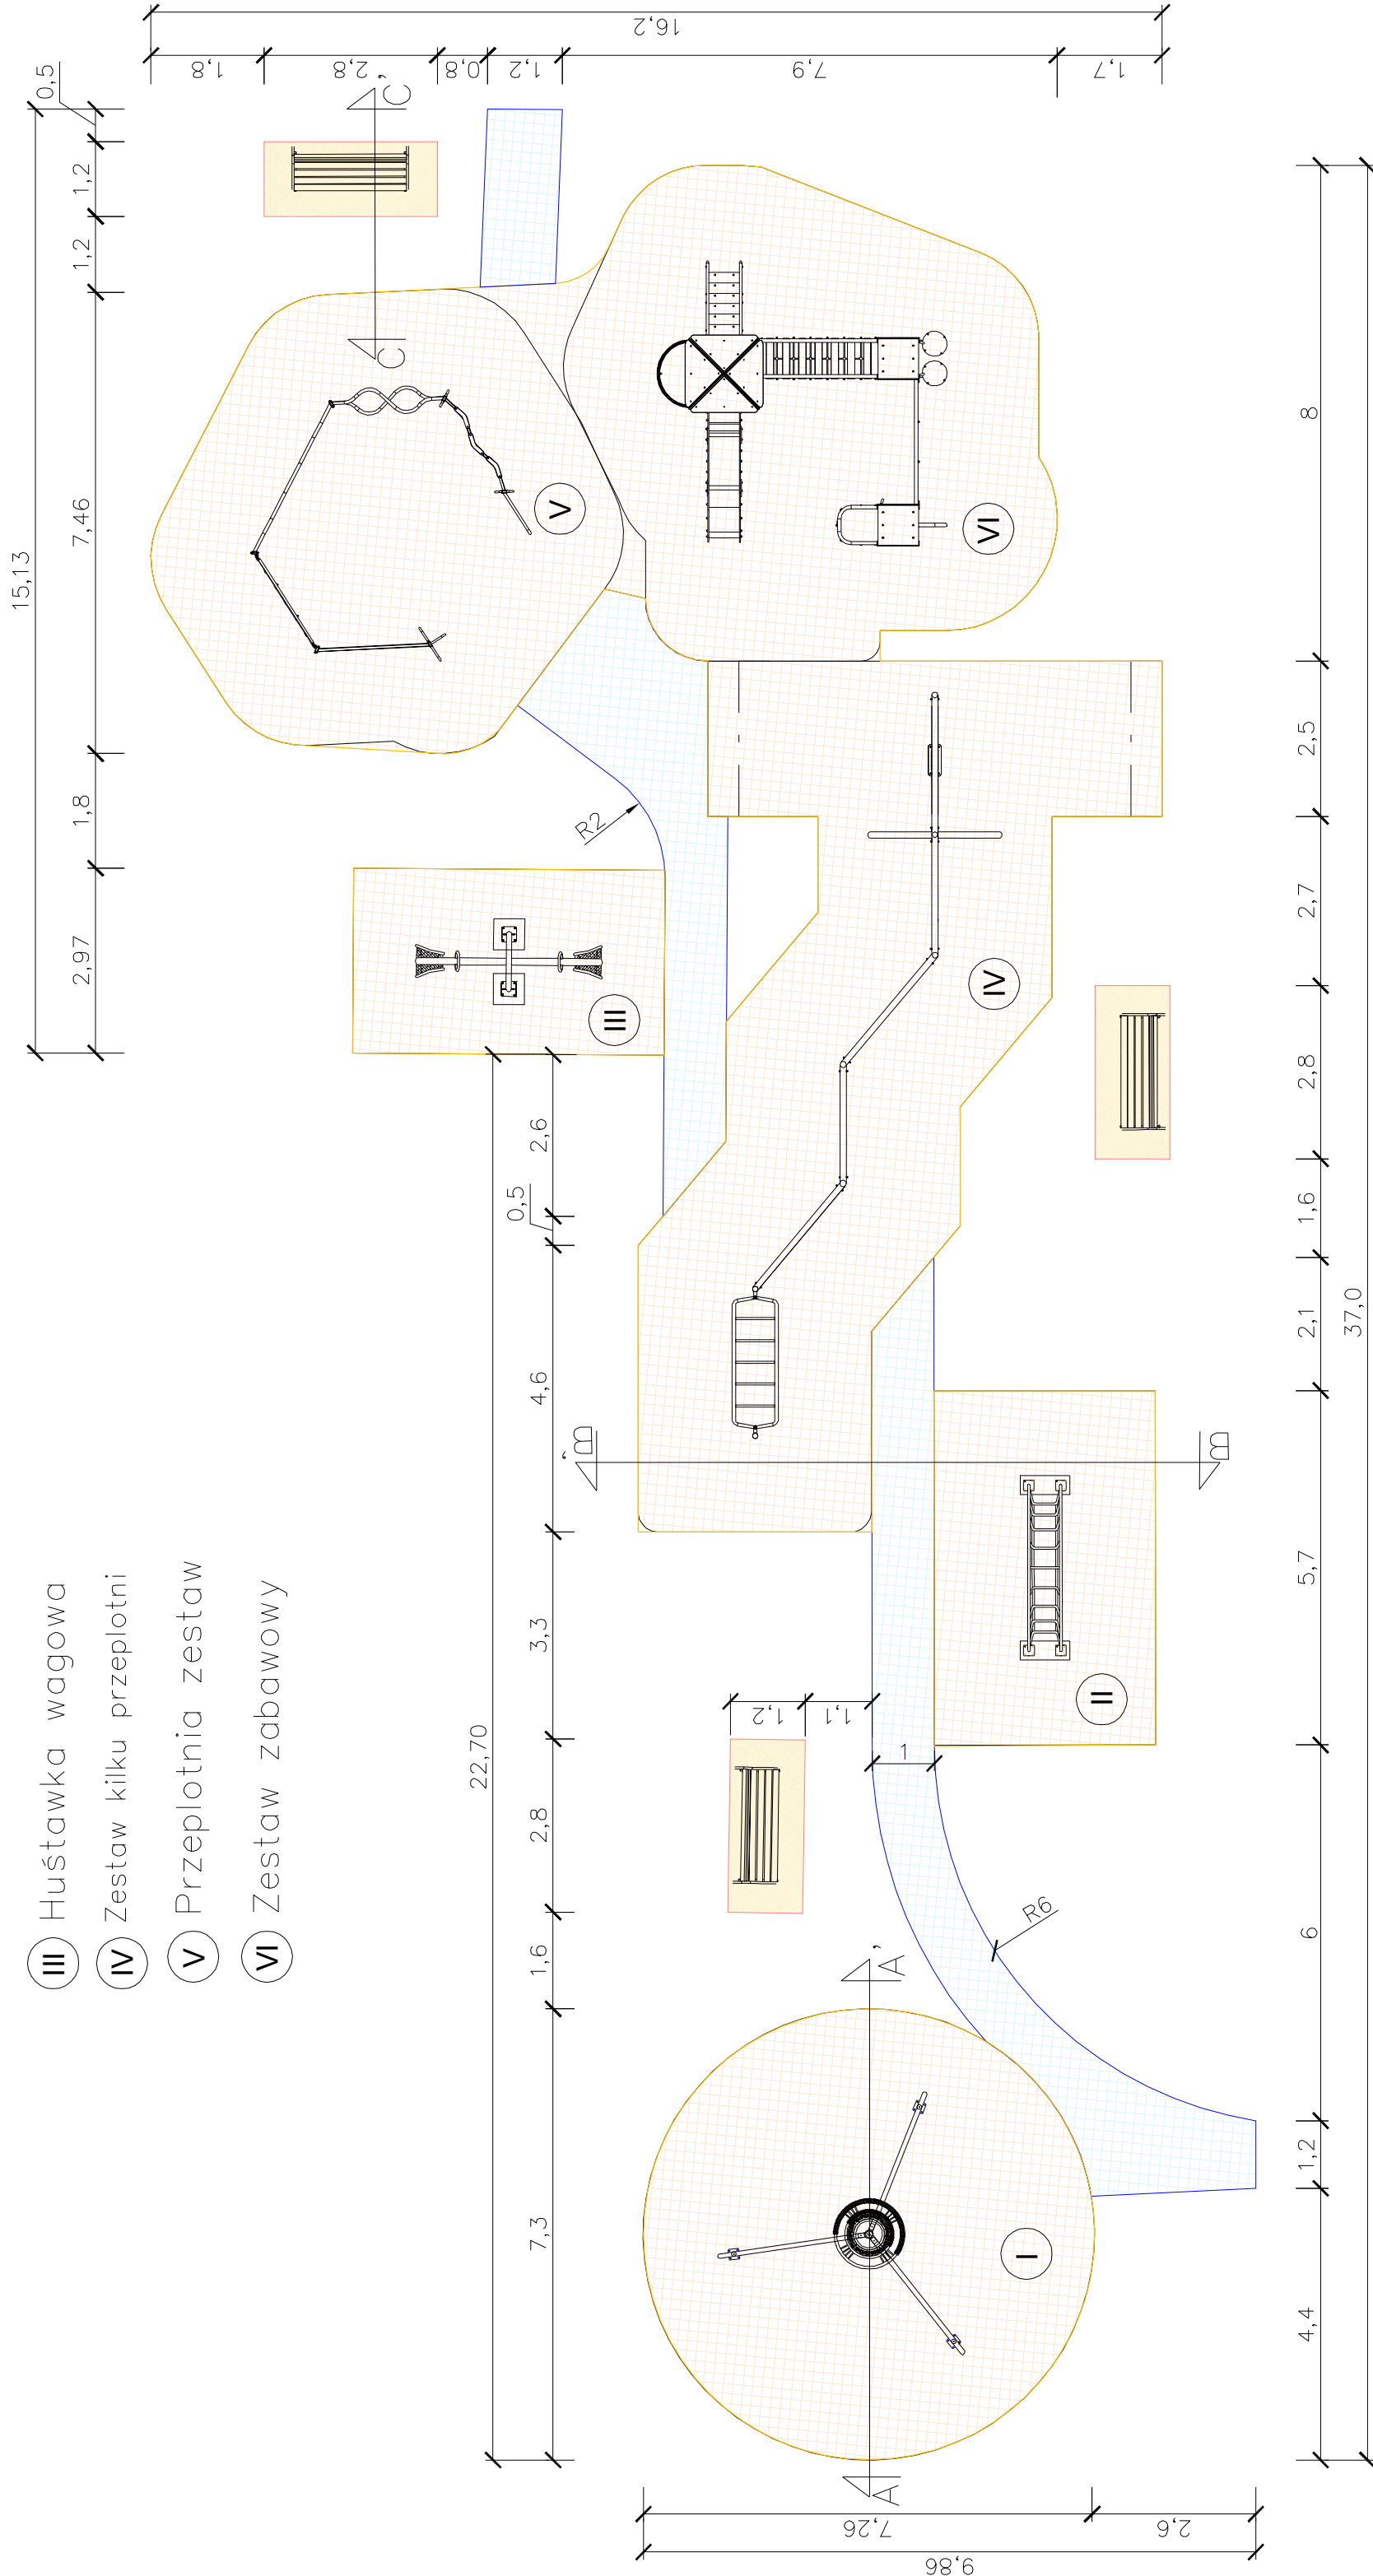 III Huśtawka wagowa
IV Zestaw kilku przeplotni
V Przeplotnia zestaw
VI Zestaw zabawowy
15,13
0,5
1,2
1,2
7,46
1,8
2,97
16,2
1,8
2,8
0,8
1,2
7,9
1,7
C'
C
V
VI
R2
III
IV
22,70
2,6
0,5
4,6
3,3
2,8
1,6
7,3
B'
B
1,2
1,1
1
II
R6
A'
A
I
8
2,5
2,7
2,8
1,6
2,1
5,7
6
1,2
4,4
37,0
7,26
2,6
9,86